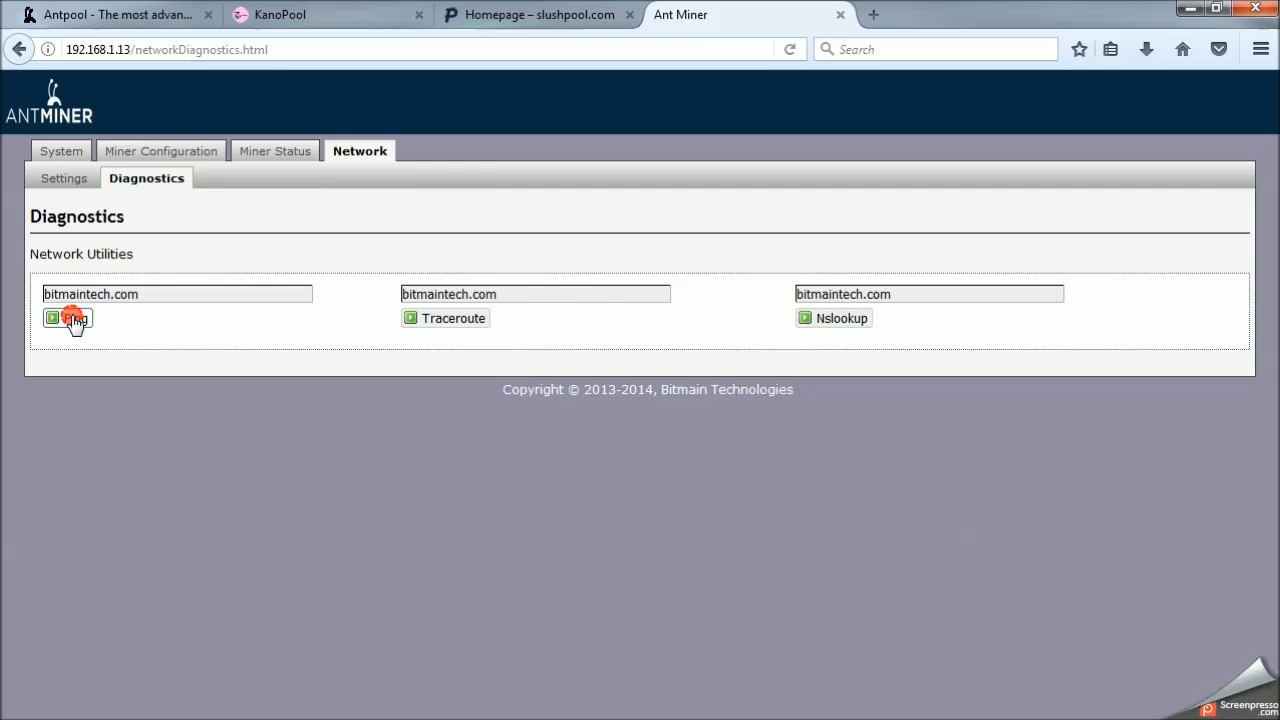 Antpool - The most advan...
KanoPool
Homepage – slushpool.com
Ant Miner
192.168.1.13/networkDiagnostics.html
Search
ANTMINER
System
Miner Configuration
Miner Status
Network
Settings
Diagnostics
Diagnostics
Network Utilities
bitmaintech.com
bitmaintech.com
bitmaintech.com
Traceroute
Nslookup
Copyright © 2013-2014, Bitmain Technologies
Screenpresso
.com